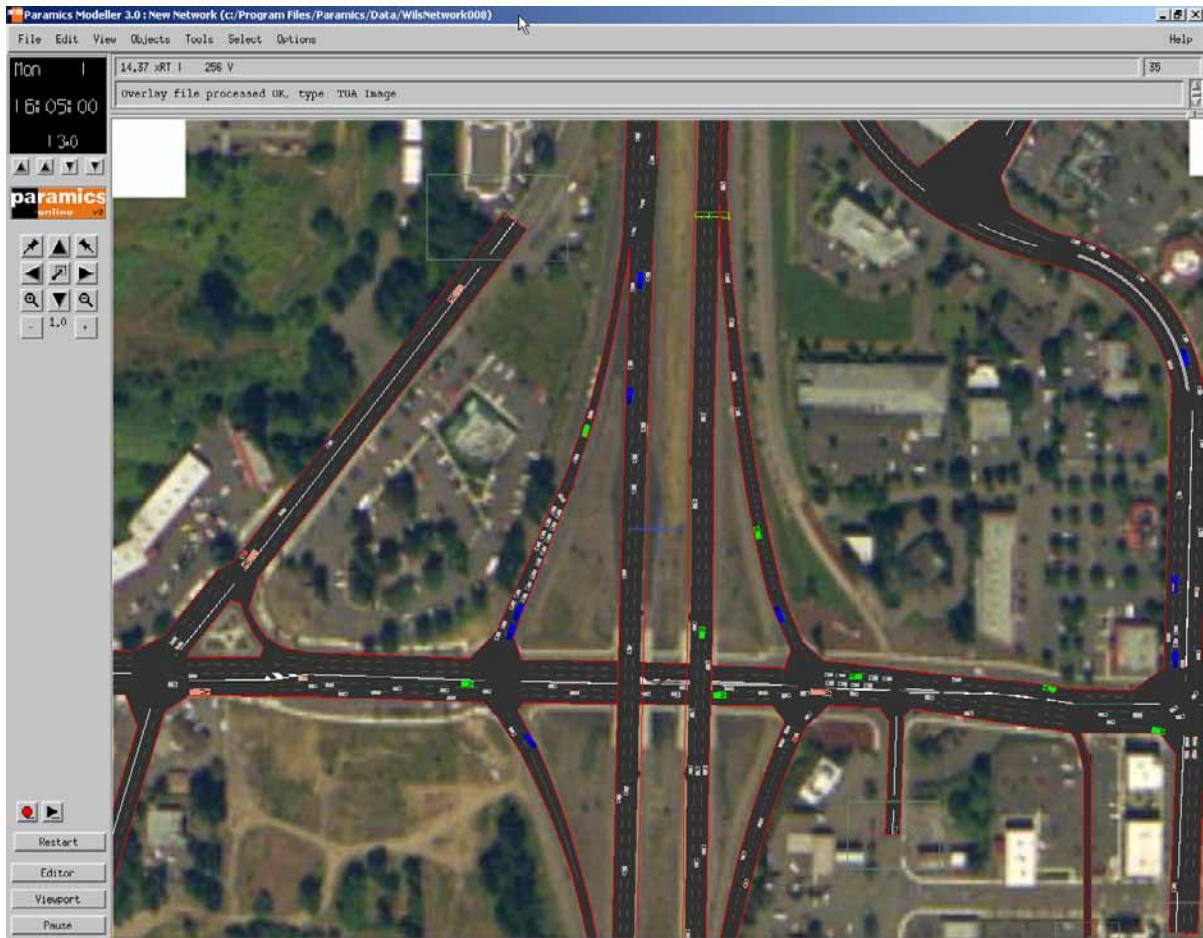 Paramics Modeller 3.0 : New Network (c:/Program Files/Paramics/Data/WilsNetwork008)
File Edit View Objects Tools Select Options Help
Mon 1
16:05:00
13.0
14.37 xRT | 256 V
35
Overlay file processed OK, type: TGA Image
paramics
online v3
1.0
Restart
Editor
Viewport
Pause